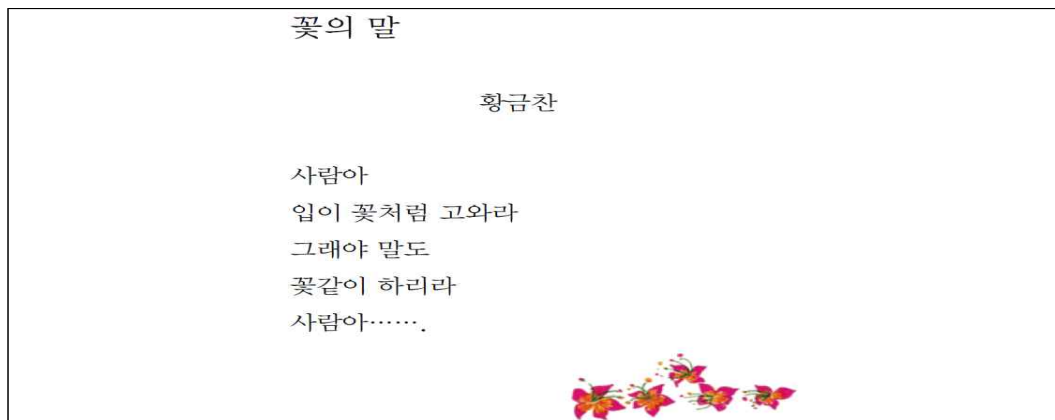 꽃의 말
황금찬
사람아
입이 꽃처럼 고와라
그래야 말도
꽃같이 하리라
사람아…….